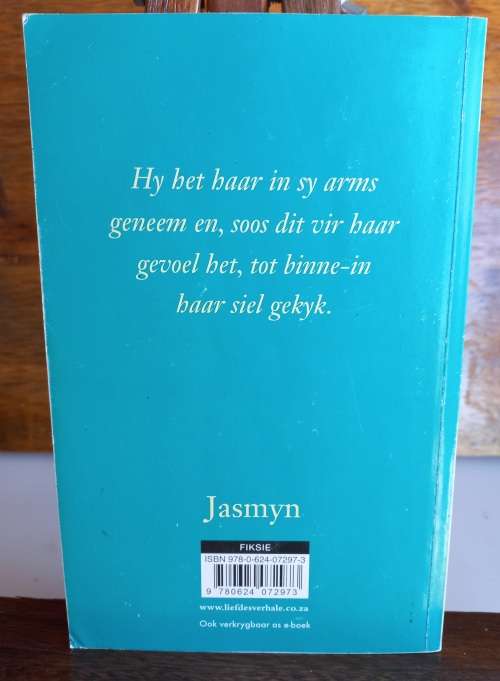 Hy het haar in sy arms
geneem en, soos dit vir haar
gevoel het, tot binne-in
haar siel gekyk.
Jasmyn
FIKSIE
ISBN 978-0-624-07297-3
9 780624 072973
www.liefdesverhale.co.za
Ook verkrygbaar as e-boek